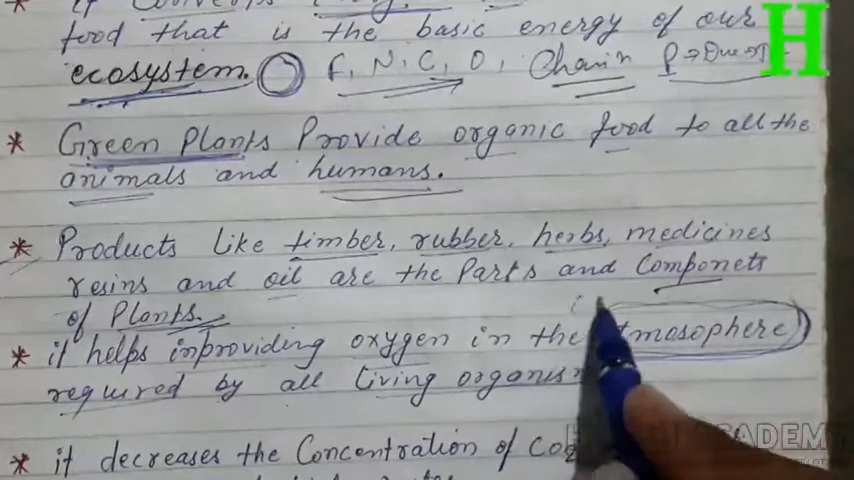 food that is the basic energy of our
ecosystem. F, N, C, O, Chain
H
* Green Plants Provide organic food to all the
animals and humans.
* Products like timber, rubber, herbs, medicines
resins and oil are the Parts and Componets
of Plants.
* it helps inproviding oxygen in the tmosophere
required by all living organism
* it decreases the Concentration of